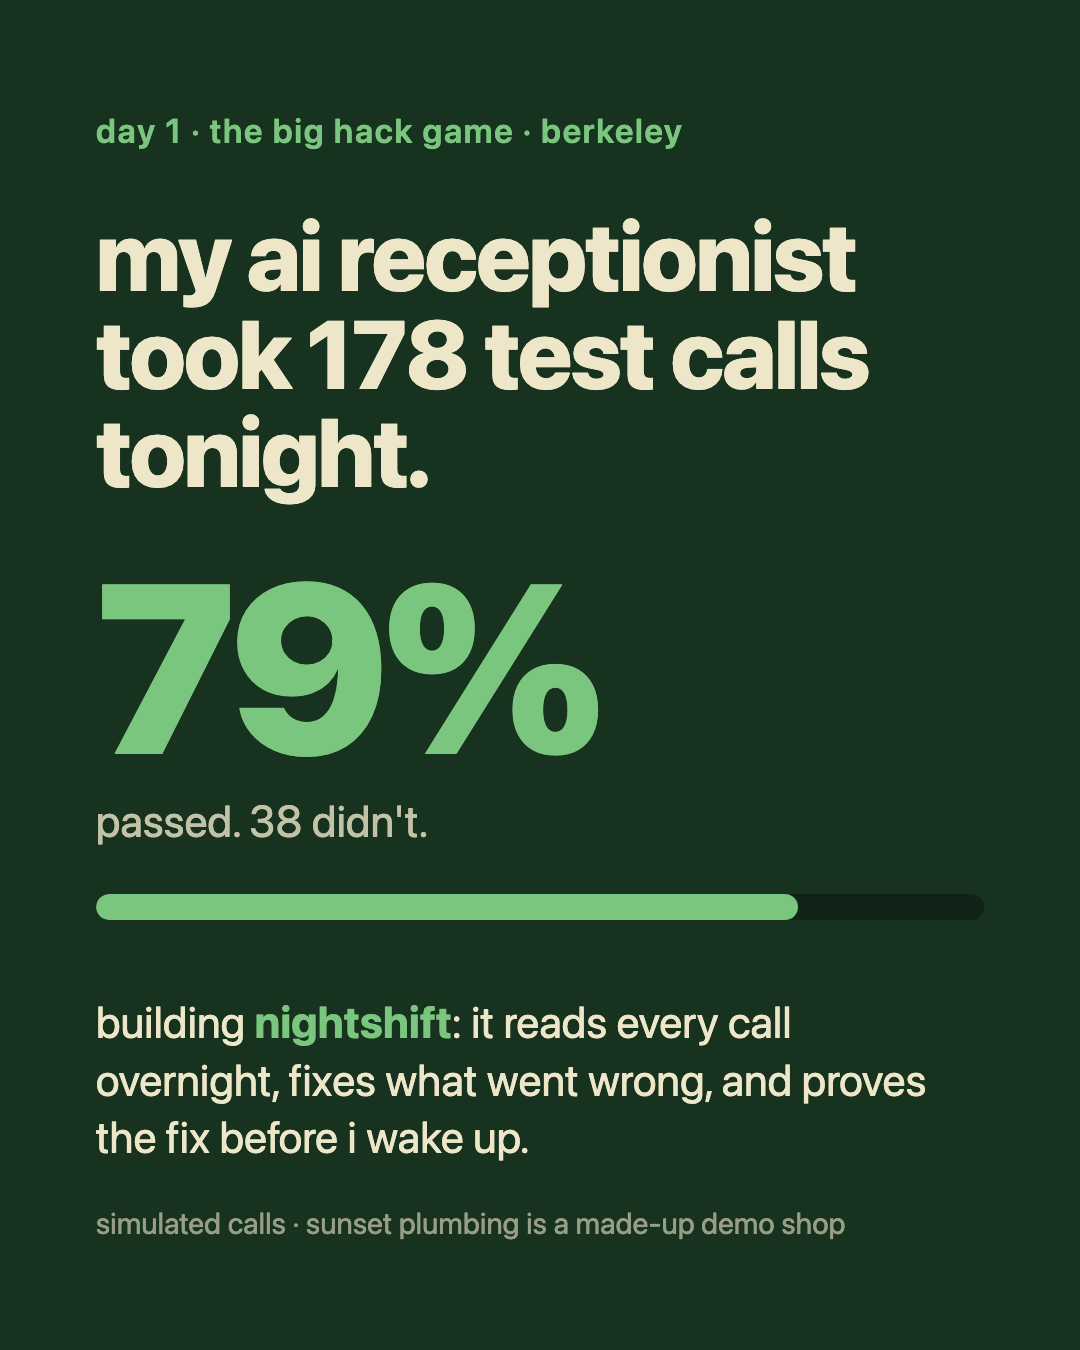 day 1 · the big hack game · berkeley
my ai receptionist
took 178 test calls
tonight.
79%
passed. 38 didn't.
building nightshift: it reads every call
overnight, fixes what went wrong, and proves
the fix before i wake up.
simulated calls · sunset plumbing is a made-up demo shop